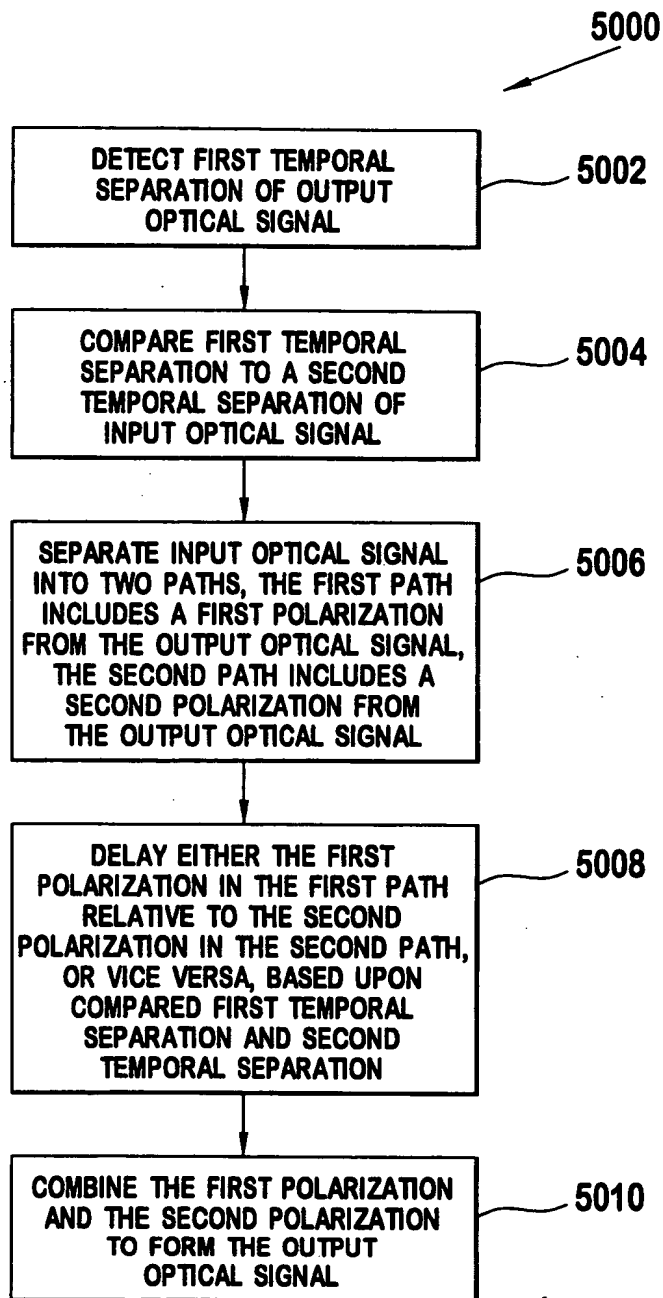 5000
DETECT FIRST TEMPORAL
SEPARATION OF OUTPUT
OPTICAL SIGNAL
5002
COMPARE FIRST TEMPORAL
SEPARATION TO A SECOND
TEMPORAL SEPARATION OF
INPUT OPTICAL SIGNAL
5004
SEPARATE INPUT OPTICAL SIGNAL
INTO TWO PATHS, THE FIRST PATH
INCLUDES A FIRST POLARIZATION
FROM THE OUTPUT OPTICAL SIGNAL,
THE SECOND PATH INCLUDES A
SECOND POLARIZATION FROM
THE OUTPUT OPTICAL SIGNAL
5006
DELAY EITHER THE FIRST
POLARIZATION IN THE FIRST PATH
RELATIVE TO THE SECOND
POLARIZATION IN THE SECOND PATH,
OR VICE VERSA, BASED UPON
COMPARED FIRST TEMPORAL
SEPARATION AND SECOND
TEMPORAL SEPARATION
5008
COMBINE THE FIRST POLARIZATION
AND THE SECOND POLARIZATION
TO FORM THE OUTPUT
OPTICAL SIGNAL
5010